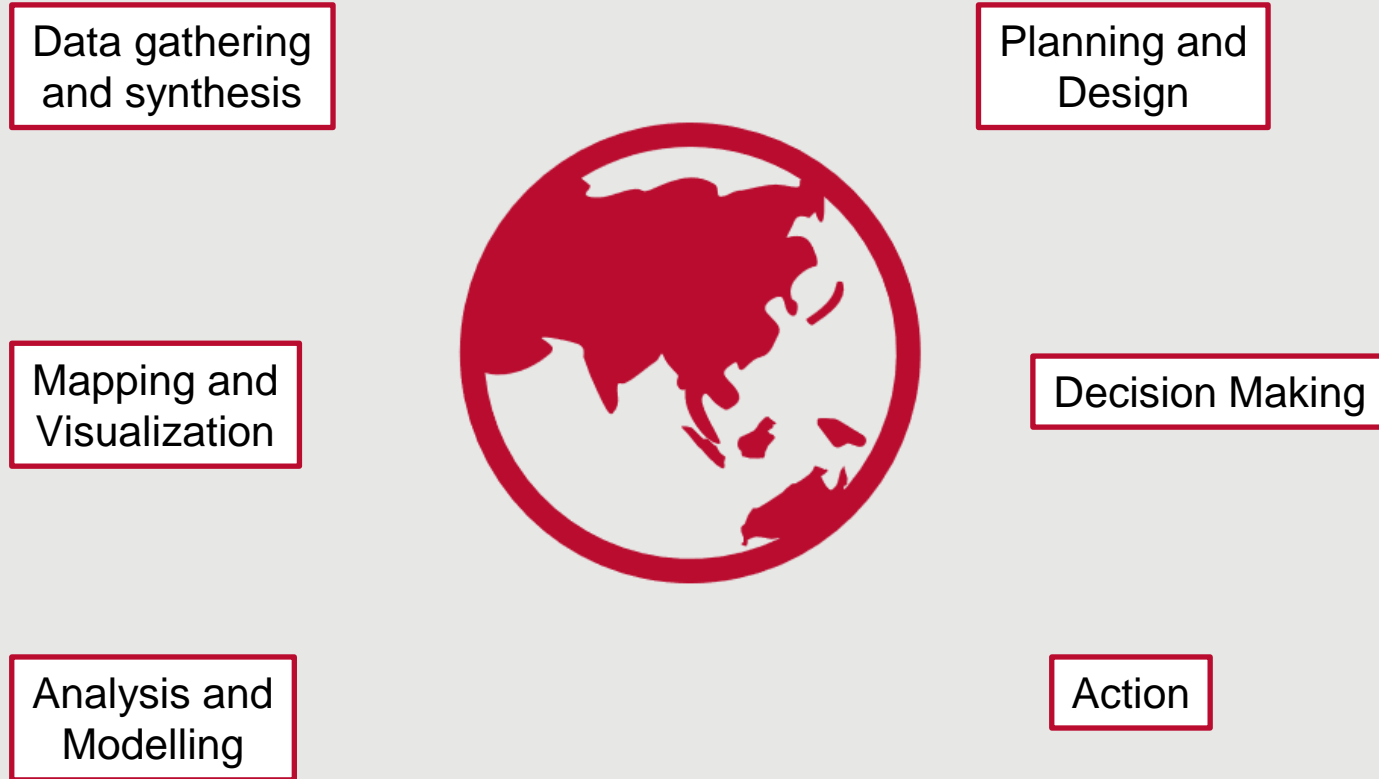 Data gathering
and synthesis
Mapping and
Visualization
Analysis and
Modelling
Planning and
Design
Decision Making
Action